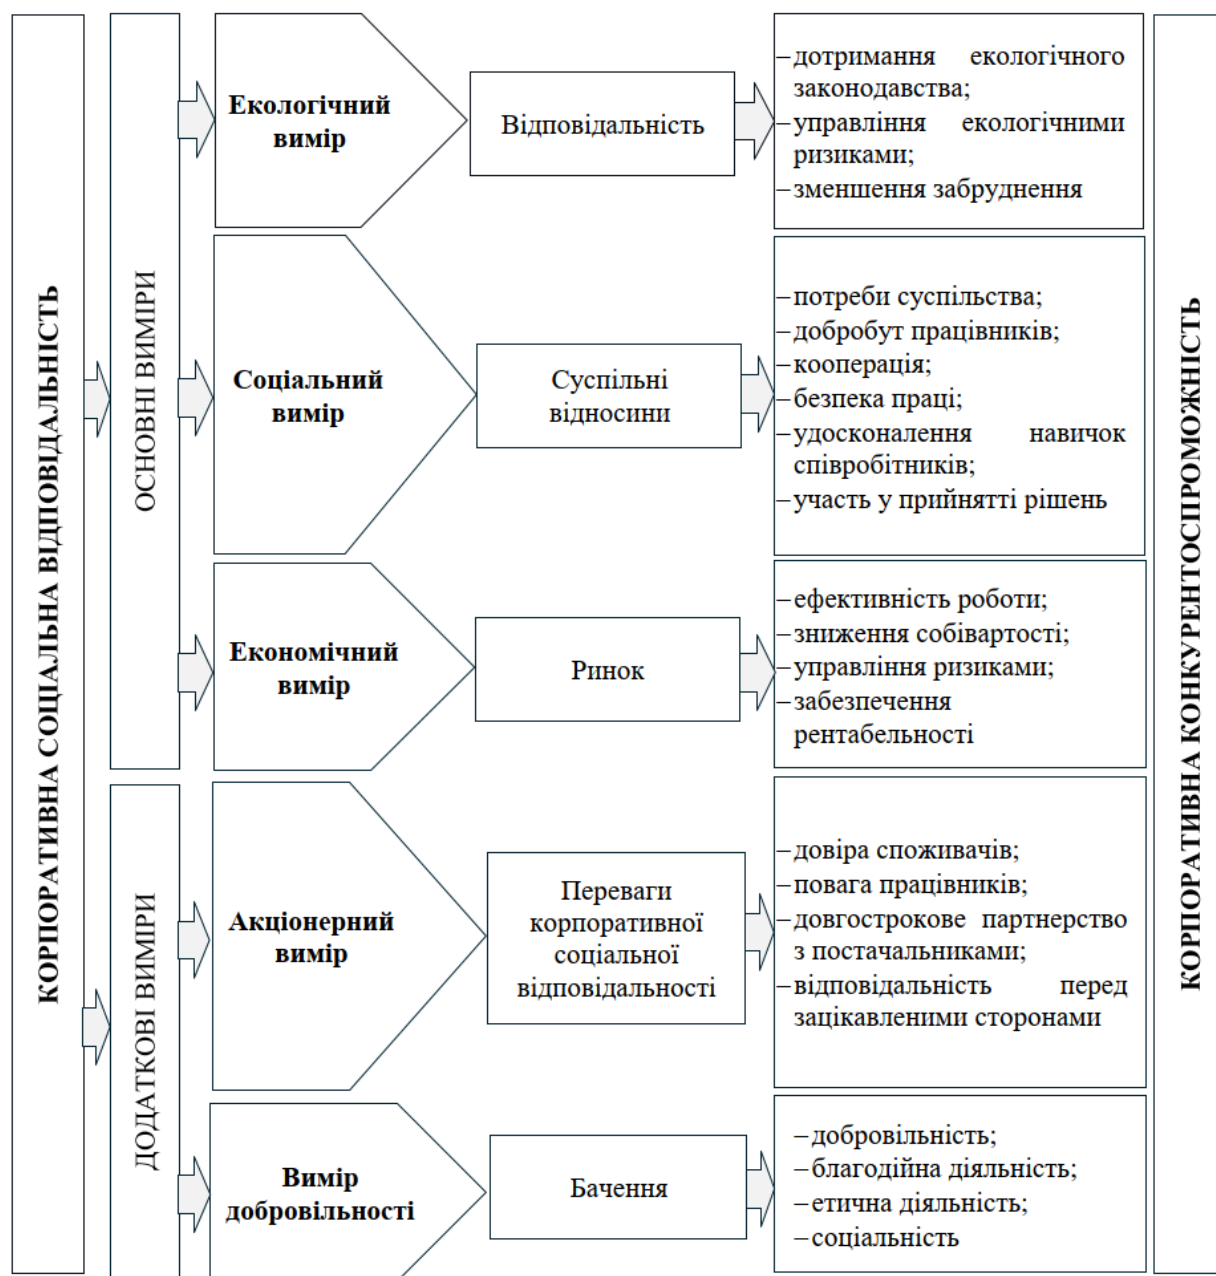 КОРПОРАТИВНА СОЦІАЛЬНА ВІДПОВІДАЛЬНІСТЬ
ОСНОВНІ ВИМІРИ
Екологічний
вимір
Відповідальність
– дотримання екологічного
законодавства;
– управління екологічними
ризиками;
– зменшення забруднення
Соціальний
вимір
Суспільні
відносини
– потреби суспільства;
– добробут працівників;
– кооперація;
– безпека праці;
– удосконалення навичок
співробітників;
– участь у прийнятті рішень
Економічний
вимір
Ринок
– ефективність роботи;
– зниження собівартості;
– управління ризиками;
– забезпечення
рентабельності
ДОДАТКОВІ ВИМІРИ
Акціонерний
вимір
Переваги
корпоративної
соціальної
відповідальності
– довіра споживачів;
– повага працівників;
– довгострокове партнерство
з постачальниками;
– відповідальність перед
зацікавленими сторонами
Вимір
добровільності
Бачення
– добровільність;
– благодійна діяльність;
– етична діяльність;
– соціальність
КОРПОРАТИВНА КОНКУРЕНТОСПРОМОЖНІСТЬ